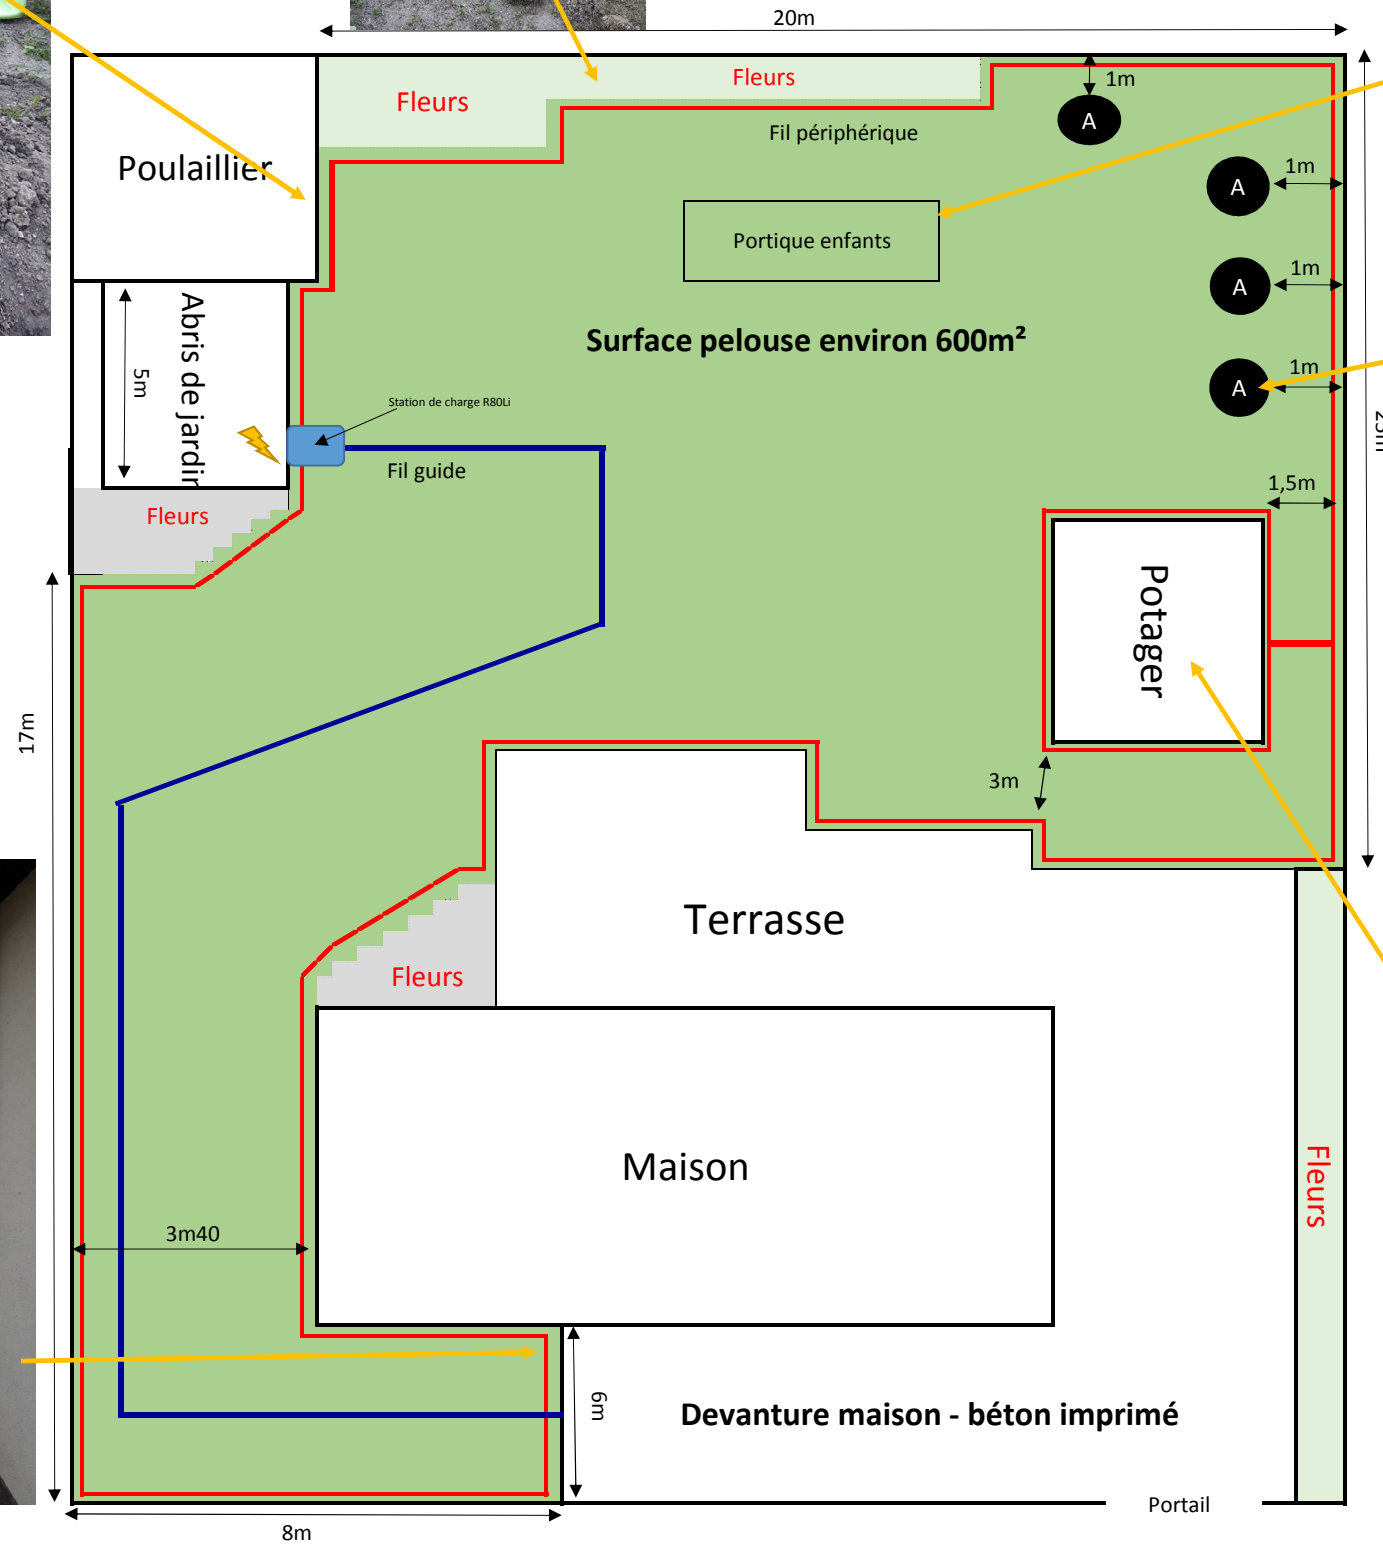 20m
Fleurs
Fleurs
1m
Fil périphérique
A
Poulaillier
A
1m
Portique enfants
A
1m
Abris de jardin
5m
Surface pelouse environ 600m²
A
1m
Station de charge R80Li
Fil guide
1,5m
Fleurs
Potager
17m
3m
Terrasse
Fleurs
Maison
Fleurs
3m40
6m
Devanture maison - béton imprimé
Portail
8m